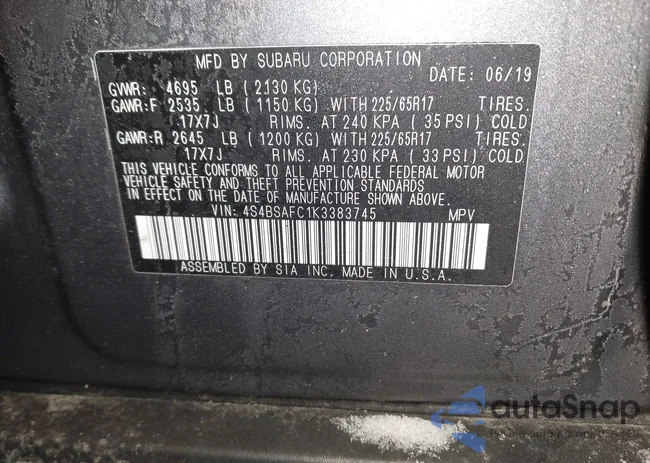 MFD BY SUBARU CORPORATION
DATE: 06/19
GVWR: 4695 LB (2130 KG)
GAWR:F 2535 LB (1150 KG) WITH 225/65R17 TIRES.
17X7J RIMS. AT 240 KPA (35 PSI) COLD
GAWR:R 2645 LB (1200 KG) WITH 225/65R17 TIRES.
17X7J RIMS. AT 230 KPA (33 PSI) COLD
THIS VEHICLE CONFORMS TO ALL APPLICABLE FEDERAL MOTOR
VEHICLE SAFETY AND THEFT PREVENTION STANDARDS
IN EFFECT ON THE DATE OF MANUFACTURE SHOWN ABOVE.
VIN: 4S4BSAFC1K3383745 MPV
ASSEMBLED BY SIA INC. MADE IN U.S.A.
autoSnap